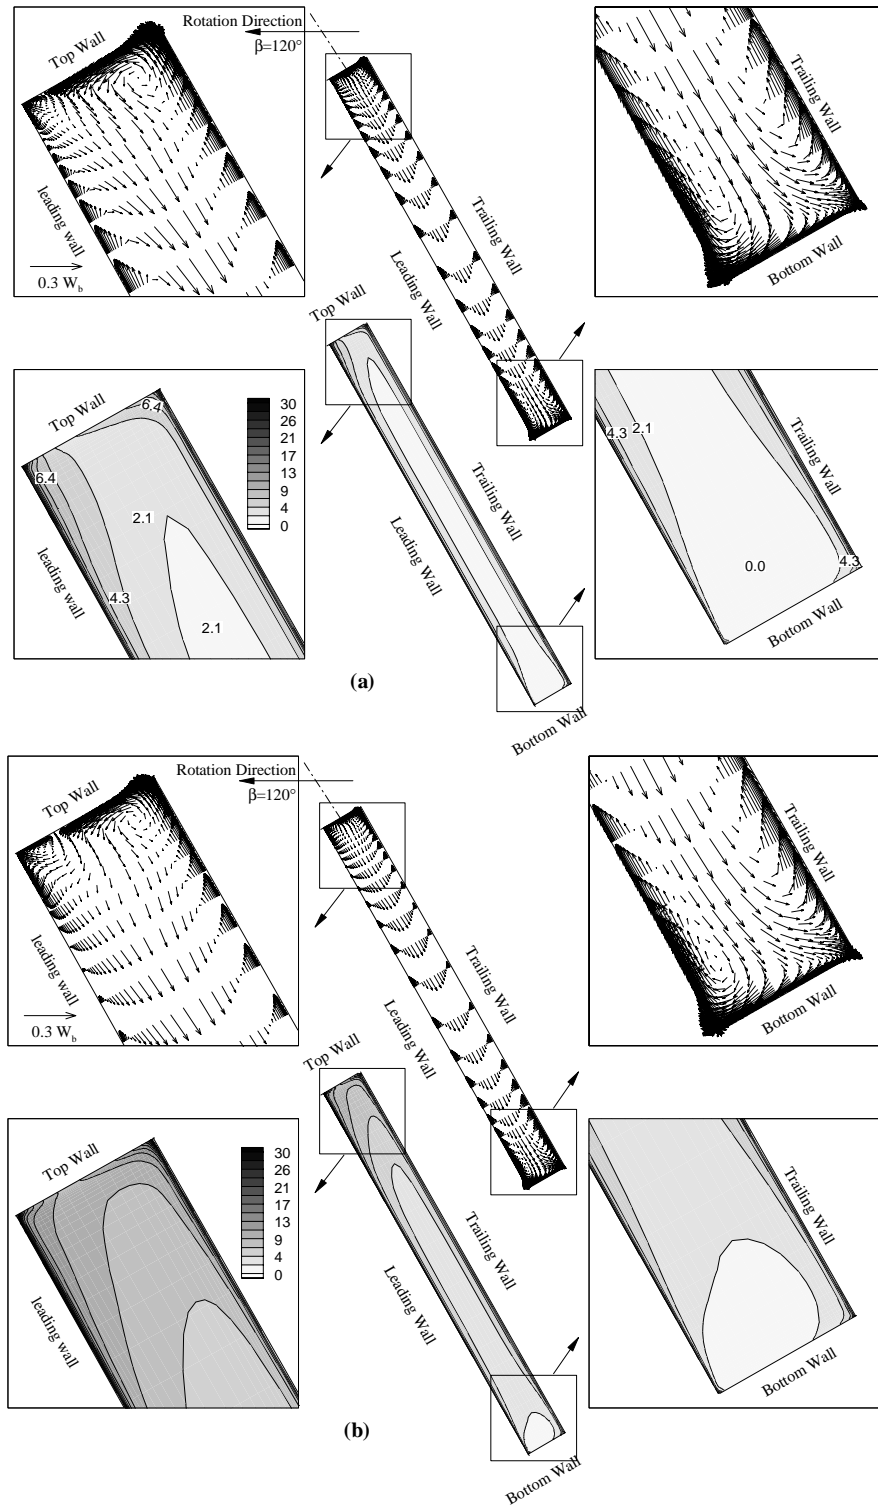 Top Wall
Rotation Direction
β=120°
leading wall
0.3 W_b
Trailing Wall
Leading Wall
Trailing Wall
Bottom Wall
Top Wall
Top Wall
6.4
6.4
2.1
4.3
2.1
leading wall
30
26
21
17
13
9
4
0
Trailing Wall
Leading Wall
Bottom Wall
4.3
2.1
0.0
4.3
Trailing Wall
Bottom Wall
(a)
Top Wall
Rotation Direction
β=120°
leading wall
0.3 W_b
Trailing Wall
Leading Wall
Trailing Wall
Bottom Wall
Top Wall
Top Wall
leading wall
30
26
21
17
13
9
4
0
Trailing Wall
Leading Wall
Bottom Wall
Trailing Wall
Bottom Wall
(b)